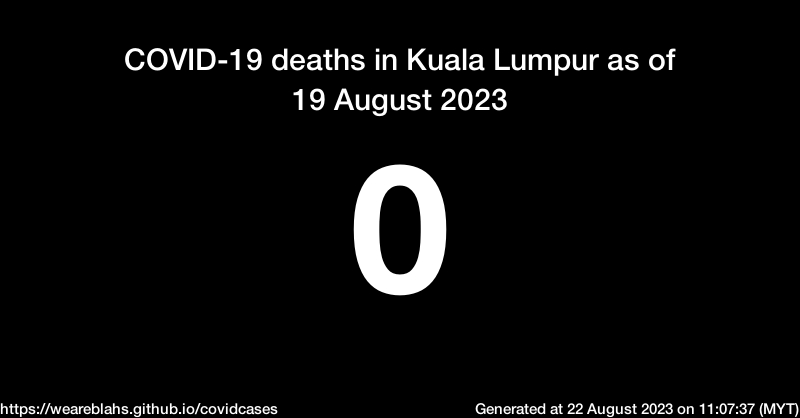 COVID-19 deaths in Kuala Lumpur as of
19 August 2023
0
https://weareblahs.github.io/covidcases
Generated at 22 August 2023 on 11:07:37 (MYT)